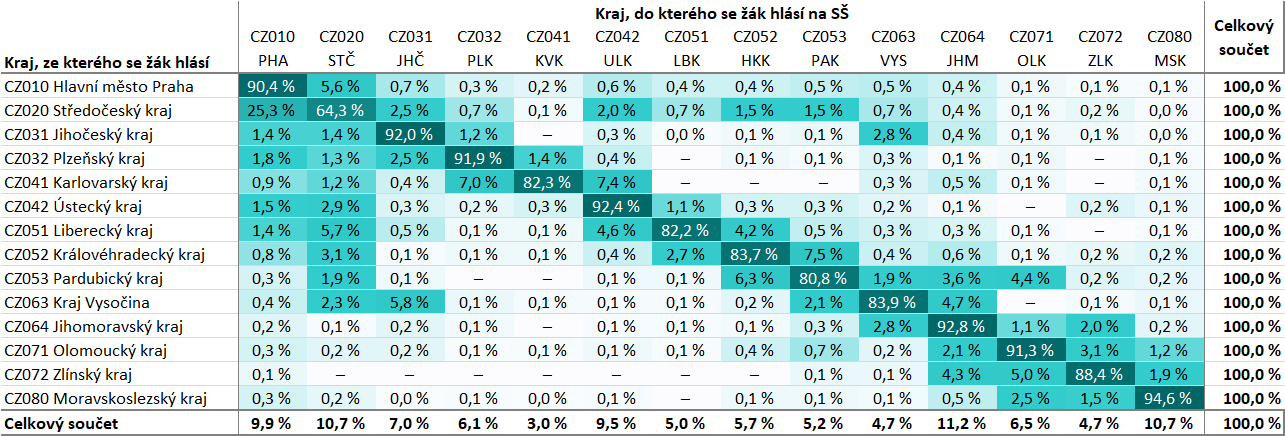 Kraj, do kterého se žák hlásí na SŠ
Kraj, ze kterého se žák hlásí CZ010 PHA CZ020 STČ CZ031 JHČ CZ032 PLK CZ041 KVK CZ042 ULK CZ051 LBK CZ052 HKK CZ053 PAK CZ063 VYS CZ064 JHM CZ071 OLK CZ072 ZLK CZ080 MSK Celkový součet
CZ010 Hlavní město Praha 90,4 % 5,6 % 0,7 % 0,3 % 0,2 % 0,6 % 0,4 % 0,4 % 0,5 % 0,5 % 0,4 % 0,1 % 0,1 % 0,1 % 100,0 %
CZ020 Středočeský kraj 25,3 % 64,3 % 2,5 % 0,7 % 0,1 % 2,0 % 0,7 % 1,5 % 1,5 % 0,7 % 0,4 % 0,1 % 0,2 % 0,0 % 100,0 %
CZ031 Jihočeský kraj 1,4 % 1,4 % 92,0 % 1,2 % – 0,3 % 0,0 % 0,1 % 0,1 % 2,8 % 0,4 % 0,1 % 0,1 % 0,0 % 100,0 %
CZ032 Plzeňský kraj 1,8 % 1,3 % 2,5 % 91,9 % 1,4 % 0,4 % – 0,1 % 0,1 % 0,3 % 0,1 % 0,1 % – 0,1 % 100,0 %
CZ041 Karlovarský kraj 0,9 % 1,2 % 0,4 % 7,0 % 82,3 % 7,4 % – – – 0,3 % 0,5 % 0,1 % – 0,1 % 100,0 %
CZ042 Ústecký kraj 1,5 % 2,9 % 0,3 % 0,2 % 0,3 % 92,4 % 1,1 % 0,3 % 0,3 % 0,2 % 0,1 % – 0,2 % 0,1 % 100,0 %
CZ051 Liberecký kraj 1,4 % 5,7 % 0,5 % 0,1 % 0,1 % 4,6 % 82,2 % 4,2 % 0,5 % 0,3 % 0,3 % 0,1 % – 0,1 % 100,0 %
CZ052 Královéhradecký kraj 0,8 % 3,1 % 0,1 % 0,1 % 0,1 % 0,4 % 2,7 % 83,7 % 7,5 % 0,4 % 0,6 % 0,1 % 0,2 % 0,2 % 100,0 %
CZ053 Pardubický kraj 0,3 % 1,9 % 0,1 % – – 0,1 % 0,1 % 6,3 % 80,8 % 1,9 % 3,6 % 4,4 % 0,2 % 0,2 % 100,0 %
CZ063 Kraj Vysočina 0,4 % 2,3 % 5,8 % 0,1 % 0,1 % 0,1 % 0,1 % 0,2 % 2,1 % 83,9 % 4,7 % – 0,1 % 0,1 % 100,0 %
CZ064 Jihomoravský kraj 0,2 % 0,1 % 0,2 % 0,1 % – 0,1 % 0,1 % 0,1 % 0,3 % 2,8 % 92,8 % 1,1 % 2,0 % 0,2 % 100,0 %
CZ071 Olomoucký kraj 0,3 % 0,2 % 0,2 % 0,1 % 0,1 % 0,1 % 0,1 % 0,4 % 0,7 % 0,2 % 2,1 % 91,3 % 3,1 % 1,2 % 100,0 %
CZ072 Zlínský kraj 0,1 % – – – – – – – 0,1 % 0,1 % 4,3 % 5,0 % 88,4 % 1,9 % 100,0 %
CZ080 Moravskoslezský kraj 0,3 % 0,2 % 0,0 % 0,1 % 0,0 % 0,1 % – 0,1 % 0,1 % 0,1 % 0,5 % 2,5 % 1,5 % 94,6 % 100,0 %
Celkový součet 9,9 % 10,7 % 7,0 % 6,1 % 3,0 % 9,5 % 5,0 % 5,7 % 5,2 % 4,7 % 11,2 % 6,5 % 4,7 % 10,7 % 100,0 %